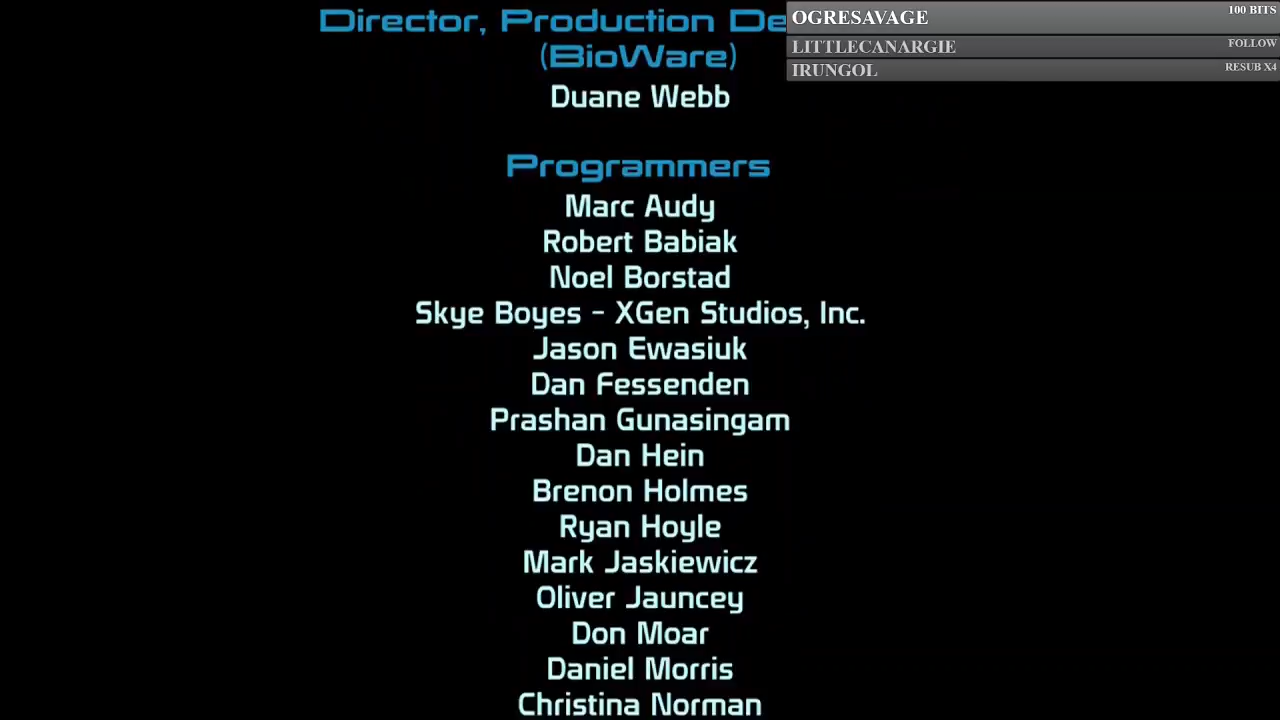 Director, Production De
(BioWare)
Duane Webb
Programmers
Marc Audy
Robert Babiak
Noel Borstad
Skye Boyes - XGen Studios, Inc.
Jason Ewasiuk
Dan Fessenden
Prashan Gunasingam
Dan Hein
Brenon Holmes
Ryan Hoyle
Mark Jaskiewicz
Oliver Jauncey
Don Moar
Daniel Morris
Christina Norman
OGRESAVAGE 100 BITS
LITTLECANARGIE FOLLOW
IRUNGOL RESUB X4